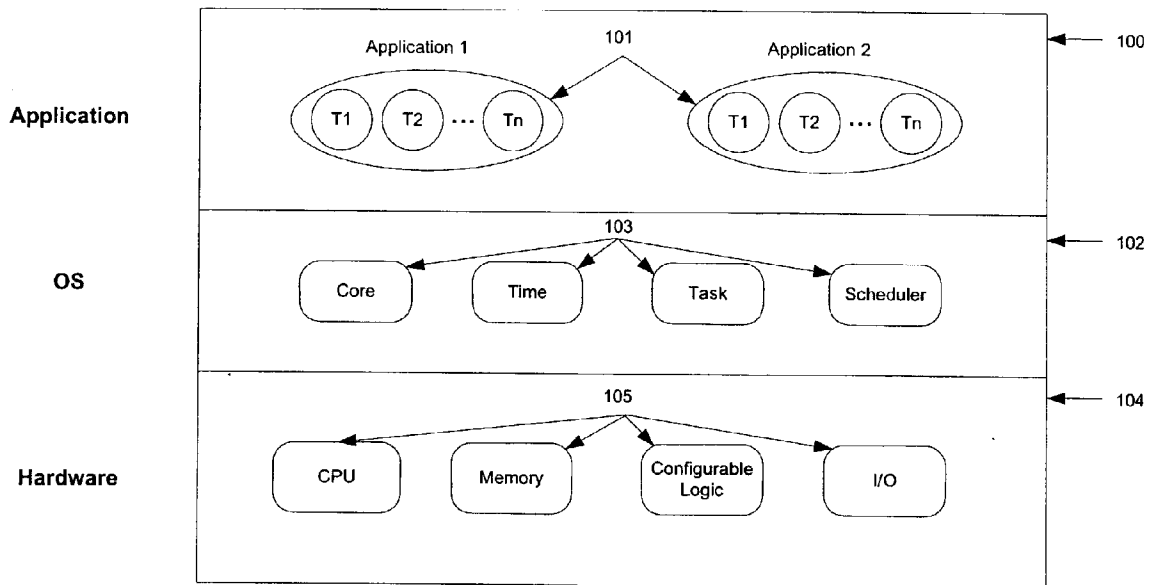 Application 1
101
Application 2
100
Application
T1 T2 ... Tn
T1 T2 ... Tn
103
102
OS
Core
Time
Task
Scheduler
105
104
Hardware
CPU
Memory
Configurable
Logic
I/O